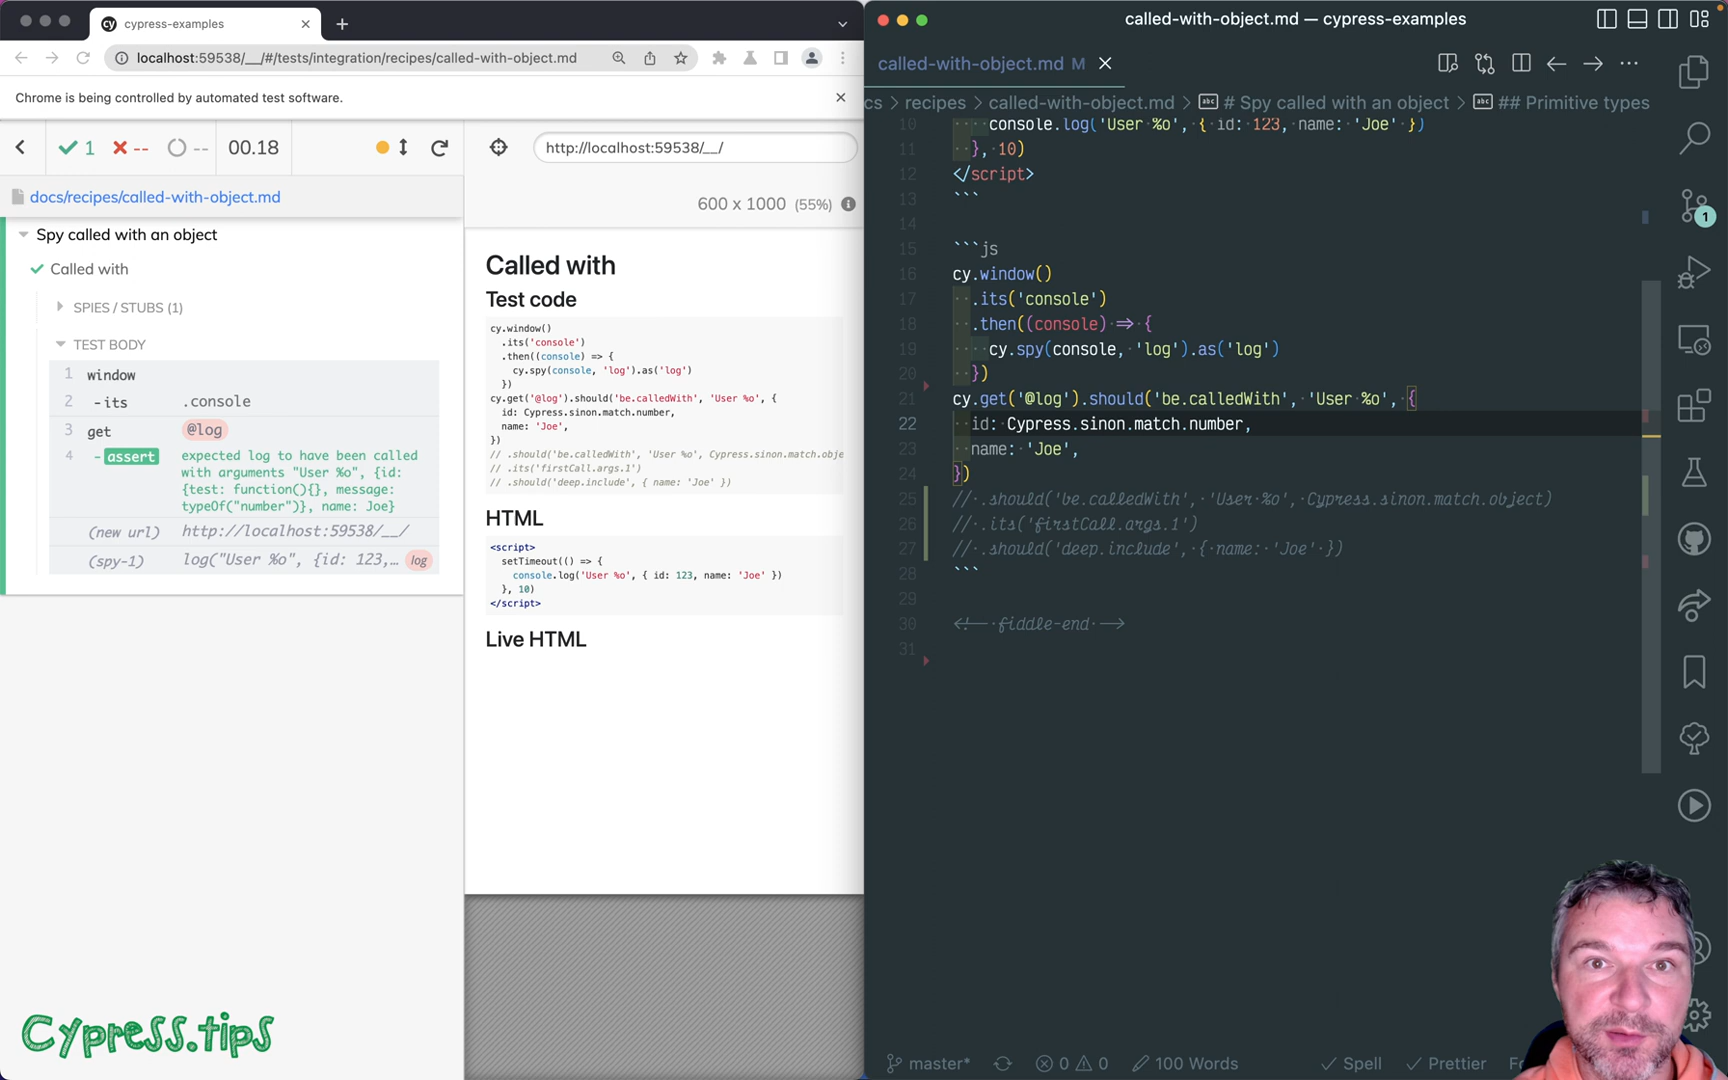 cypress-examples
localhost:59538/__/#/tests/integration/recipes/called-with-object.md
Chrome is being controlled by automated test software.
1
--
--
00.18
http://localhost:59538/__/
docs/recipes/called-with-object.md
600 x 1000 (55%)
Spy called with an object
Called with
SPIES / STUBS (1)
TEST BODY
1 window
2 -its .console
3 get @log
4 -assert expected log to have been called
with arguments "User %o", {id:
{test: function(){}, message:
typeOf("number")}, name: Joe}
(new url) http://localhost:59538/__/
(spy-1) log("User %o", {id: 123,... log
Cypress.tips
Called with
Test code
cy.window()
.its('console')
.then((console) => {
cy.spy(console, 'log').as('log')
})
cy.get('@log').should('be.calledWith', 'User %o', {
id: Cypress.sinon.match.number,
name: 'Joe',
})
// .should('be.calledWith', 'User %o', Cypress.sinon.match.obje
// .its('firstCall.args.1')
// .should('deep.include', { name: 'Joe' })
HTML
<script>
setTimeout(() => {
console.log('User %o', { id: 123, name: 'Joe' })
}, 10)
</script>
Live HTML
called-with-object.md — cypress-examples
called-with-object.md M
cs > recipes > called-with-object.md > # Spy called with an object > ## Primitive types
10 console.log('User %o', { id: 123, name: 'Joe' })
11 }, 10)
12 </script>
13 ```
14
15 ```js
16 cy.window()
17 .its('console')
18 .then((console) => {
19 cy.spy(console, 'log').as('log')
20 })
21 cy.get('@log').should('be.calledWith', 'User %o', {
22 id: Cypress.sinon.match.number,
23 name: 'Joe',
24 })
25 // .should('be.calledWith', 'User %o', Cypress.sinon.match.object)
26 // .its('firstCall.args.1')
27 // .should('deep.include', { name: 'Joe' })
28 ```
29
30 <!-- fiddle-end -->
31
1
master* 0 0 100 Words Spell Prettier